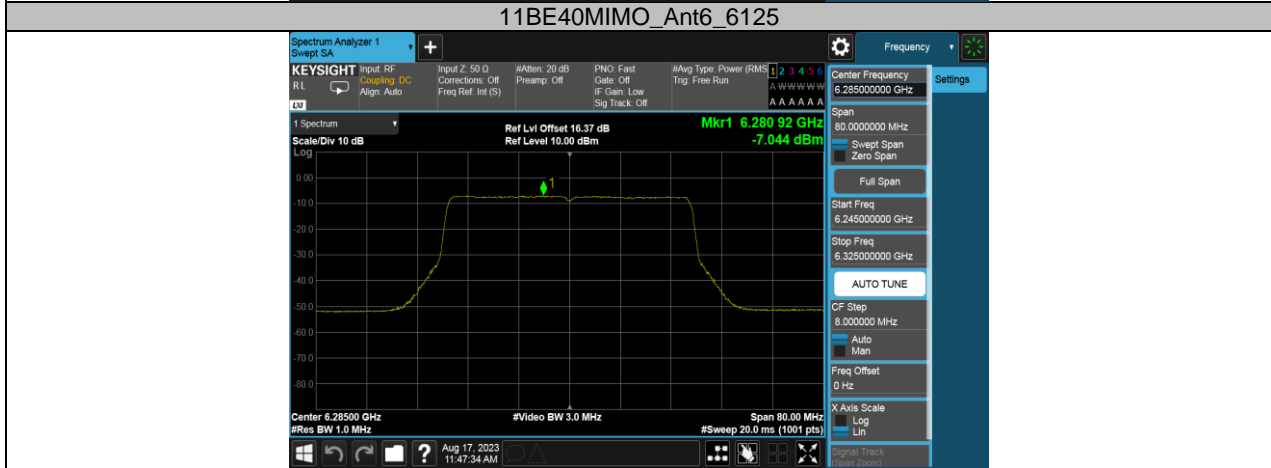 11BE40MIMO_Ant6_6125
Spectrum Analyzer 1
Swept SA
Frequency
KEYSIGHT
RL
LXI
Input: RF
Coupling: DC
Align: Auto
Input Z: 50 Ω
Corrections: Off
Freq Ref: Int (S)
#Atten: 20 dB
Preamp: Off
PNO: Fast
Gate: Off
IF Gain: Low
Sig Track: Off
#Avg Type: Power (RMS
Trig: Free Run
1 2 3 4 5 6
A W W W W W
A A A A A A
1 Spectrum
Scale/Div 10 dB
Ref Lvl Offset 16.37 dB
Ref Level 10.00 dBm
Mkr1 6.280 92 GHz
-7.044 dBm
Log
0.00
-10.0
-20.0
-30.0
-40.0
-50.0
-60.0
-70.0
-80.0
1
Center 6.28500 GHz
#Res BW 1.0 MHz
#Video BW 3.0 MHz
Span 80.00 MHz
#Sweep 20.0 ms (1001 pts)
Center Frequency
6.285000000 GHz
Settings
Span
80.0000000 MHz
Swept Span
Zero Span
Full Span
Start Freq
6.245000000 GHz
Stop Freq
6.325000000 GHz
AUTO TUNE
CF Step
8.000000 MHz
Auto
Man
Freq Offset
0 Hz
X Axis Scale
Log
Lin
Signal Track
(Span Zoom)
?
Aug 17, 2023
11:47:34 AM